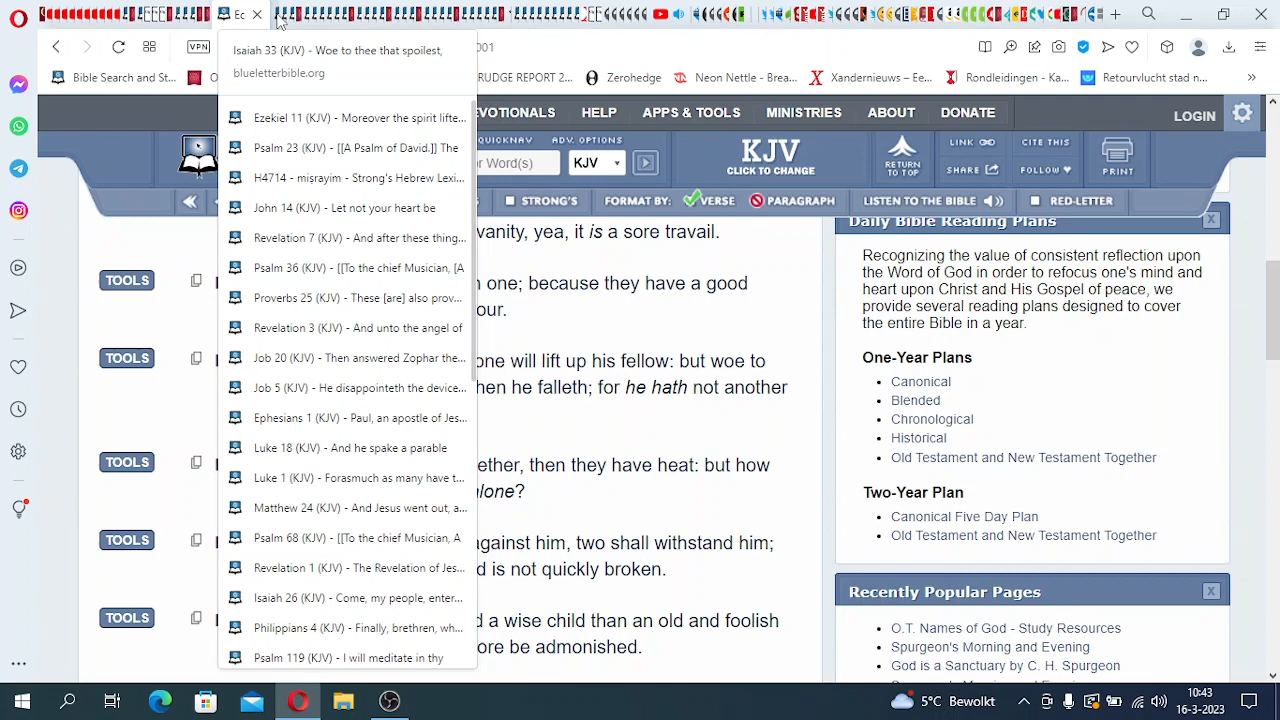 Ec
Isaiah 33 (KJV) - Woe to thee that spoilest,
blueletterbible.org
VPN
001
Bible Search and St...
RUDGE REPORT 2...
Zerohedge
Neon Nettle - Brea...
Xandernieuws – Ee...
Rondleidingen - Ka...
Retourvlucht stad n...
»
EVOTIONALS
HELP
APPS & TOOLS
MINISTRIES
ABOUT
DONATE
LOGIN
QUICKNAV
ADV. OPTIONS
or Word(s)
KJV
KJV
CLICK TO CHANGE
RETURN
TO TOP
LINK
CITE THIS
SHARE
FOLLOW
PRINT
STRONG'S
FORMAT BY:
VERSE
PARAGRAPH
LISTEN TO THE BIBLE
RED-LETTER
Ezekiel 11 (KJV) - Moreover the spirit lifte...
Psalm 23 (KJV) - [[A Psalm of David.]] The
H4714 - miṣrayim - Strong's Hebrew Lexi...
John 14 (KJV) - Let not your heart be
Revelation 7 (KJV) - And after these thing...
Psalm 36 (KJV) - [[To the chief Musician, [A
Proverbs 25 (KJV) - These [are] also prov...
Revelation 3 (KJV) - And unto the angel of
Job 20 (KJV) - Then answered Zophar the...
Job 5 (KJV) - He disappointeth the device...
Ephesians 1 (KJV) - Paul, an apostle of Jes...
Luke 18 (KJV) - And he spake a parable
Luke 1 (KJV) - Forasmuch as many have t...
Matthew 24 (KJV) - And Jesus went out, a...
Psalm 68 (KJV) - [[To the chief Musician, A
Revelation 1 (KJV) - The Revelation of Jes...
Isaiah 26 (KJV) - Come, my people, enter...
Philippians 4 (KJV) - Finally, brethren, wh...
Psalm 119 (KJV) - I will meditate in thy
vanity, yea, it is a sore travail.
TOOLS
n one; because they have a good
our.
TOOLS
one will lift up his fellow: but woe to
hen he falleth; for he hath not another
TOOLS
ether, then they have heat: but how
alone?
TOOLS
against him, two shall withstand him;
d is not quickly broken.
TOOLS
d a wise child than an old and foolish
ore be admonished.
Daily Bible Reading Plans
X
Recognizing the value of consistent reflection upon
the Word of God in order to refocus one's mind and
heart upon Christ and His Gospel of peace, we
provide several reading plans designed to cover
the entire Bible in a year.
One-Year Plans
• Canonical
• Blended
• Chronological
• Historical
• Old Testament and New Testament Together
Two-Year Plan
• Canonical Five Day Plan
• Old Testament and New Testament Together
Recently Popular Pages
X
• O.T. Names of God - Study Resources
• Spurgeon's Morning and Evening
• God is a Sanctuary by C. H. Spurgeon
5°C Bewolkt
10:43
16-3-2023